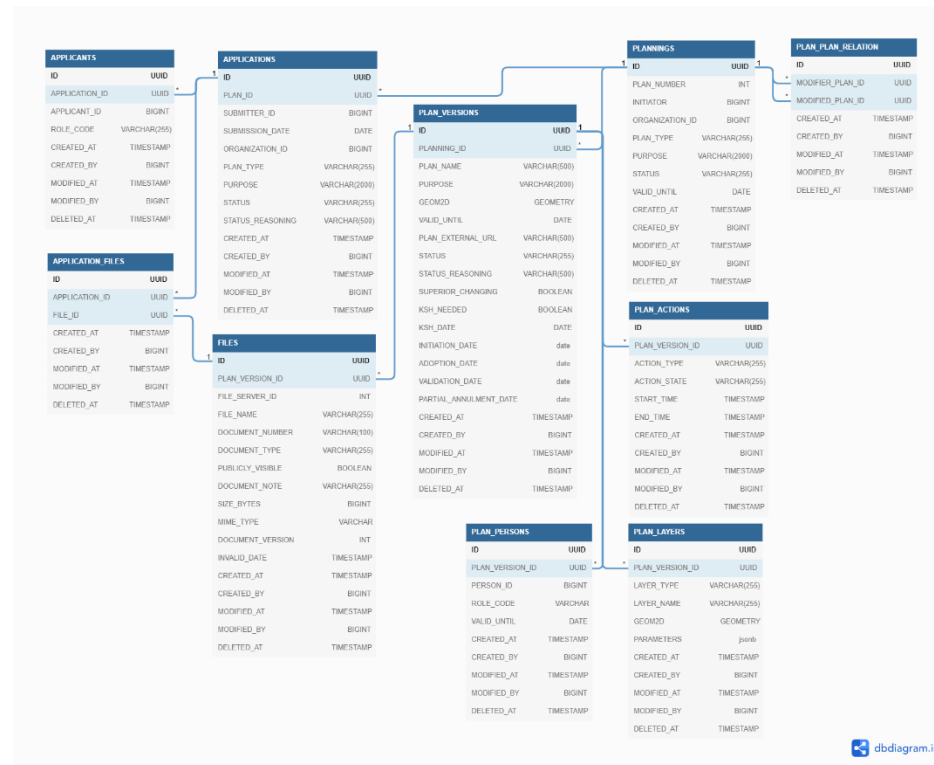 APPLICANTS
ID UUID
APPLICATION_ID UUID
APPLICANT_ID BIGINT
ROLE_CODE VARCHAR(255)
CREATED_AT TIMESTAMP
CREATED_BY BIGINT
MODIFIED_AT TIMESTAMP
MODIFIED_BY BIGINT
DELETED_AT TIMESTAMP
APPLICATION_FILES
ID UUID
APPLICATION_ID UUID
FILE_ID UUID
CREATED_AT TIMESTAMP
CREATED_BY BIGINT
MODIFIED_AT TIMESTAMP
MODIFIED_BY BIGINT
DELETED_AT TIMESTAMP
APPLICATIONS
ID UUID
PLAN_ID UUID
SUBMITTER_ID BIGINT
SUBMISSION_DATE DATE
ORGANIZATION_ID BIGINT
PLAN_TYPE VARCHAR(255)
PURPOSE VARCHAR(2000)
STATUS VARCHAR(255)
STATUS_REASONING VARCHAR(500)
CREATED_AT TIMESTAMP
CREATED_BY BIGINT
MODIFIED_AT TIMESTAMP
MODIFIED_BY BIGINT
DELETED_AT TIMESTAMP
FILES
ID UUID
PLAN_VERSION_ID UUID
FILE_SERVER_ID INT
FILE_NAME VARCHAR(255)
DOCUMENT_NUMBER VARCHAR(100)
DOCUMENT_TYPE VARCHAR(255)
PUBLICLY_VISIBLE BOOLEAN
DOCUMENT_NOTE VARCHAR(255)
SIZE_BYTES BIGINT
MIME_TYPE VARCHAR
DOCUMENT_VERSION INT
INVALID_DATE TIMESTAMP
CREATED_AT TIMESTAMP
CREATED_BY BIGINT
MODIFIED_AT TIMESTAMP
MODIFIED_BY BIGINT
DELETED_AT TIMESTAMP
PLAN_VERSIONS
ID UUID
PLANNING_ID UUID
PLAN_NAME VARCHAR(500)
PURPOSE VARCHAR(2000)
GEOM2D GEOMETRY
VALID_UNTIL DATE
PLAN_EXTERNAL_URL VARCHAR(500)
STATUS VARCHAR(255)
STATUS_REASONING VARCHAR(500)
SUPERIOR_CHANGING BOOLEAN
KSH_NEEDED BOOLEAN
KSH_DATE DATE
INITIATION_DATE date
ADOPTION_DATE date
VALIDATION_DATE date
PARTIAL_ANNULMENT_DATE date
CREATED_AT TIMESTAMP
CREATED_BY BIGINT
MODIFIED_AT TIMESTAMP
MODIFIED_BY BIGINT
DELETED_AT TIMESTAMP
PLAN_PERSONS
ID UUID
PLAN_VERSION_ID UUID
PERSON_ID BIGINT
ROLE_CODE VARCHAR
VALID_UNTIL DATE
CREATED_AT TIMESTAMP
CREATED_BY BIGINT
MODIFIED_AT TIMESTAMP
MODIFIED_BY BIGINT
DELETED_AT TIMESTAMP
PLANNINGS
ID UUID
PLAN_NUMBER INT
INITIATOR BIGINT
ORGANIZATION_ID BIGINT
PLAN_TYPE VARCHAR(255)
PURPOSE VARCHAR(2000)
STATUS VARCHAR(255)
VALID_UNTIL DATE
CREATED_AT TIMESTAMP
CREATED_BY BIGINT
MODIFIED_AT TIMESTAMP
MODIFIED_BY BIGINT
DELETED_AT TIMESTAMP
PLAN_ACTIONS
ID UUID
PLAN_VERSION_ID UUID
ACTION_TYPE VARCHAR(255)
ACTION_STATE VARCHAR(255)
START_TIME TIMESTAMP
END_TIME TIMESTAMP
CREATED_AT TIMESTAMP
CREATED_BY BIGINT
MODIFIED_AT TIMESTAMP
MODIFIED_BY BIGINT
DELETED_AT TIMESTAMP
PLAN_LAYERS
ID UUID
PLAN_VERSION_ID UUID
LAYER_TYPE VARCHAR(255)
LAYER_NAME VARCHAR(255)
GEOM2D GEOMETRY
PARAMETERS jsonb
CREATED_AT TIMESTAMP
CREATED_BY BIGINT
MODIFIED_AT TIMESTAMP
MODIFIED_BY BIGINT
DELETED_AT TIMESTAMP
PLAN_PLAN_RELATION
ID UUID
MODIFIER_PLAN_ID UUID
MODIFIED_PLAN_ID UUID
CREATED_AT TIMESTAMP
CREATED_BY BIGINT
MODIFIED_AT TIMESTAMP
MODIFIED_BY BIGINT
DELETED_AT TIMESTAMP
dbdiagram.i